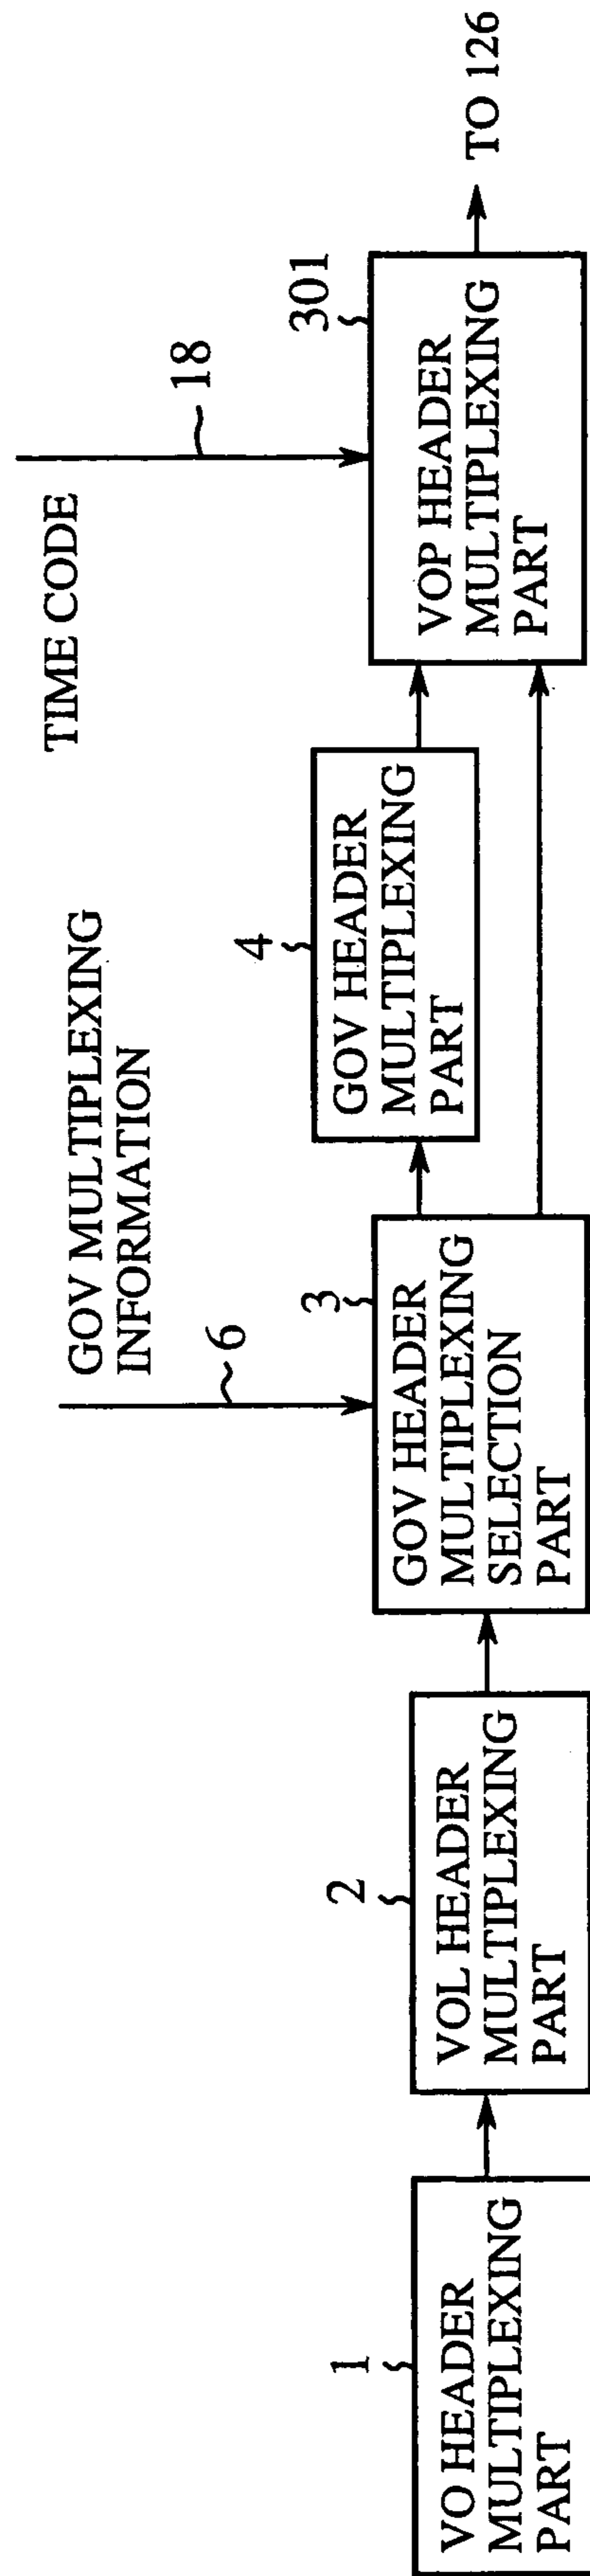 1
VO HEADER
MULTIPLEXING
PART
2
VOL HEADER
MULTIPLEXING
PART
GOV MULTIPLEXING
INFORMATION
6
3
GOV HEADER
MULTIPLEXING
SELECTION
PART
4
GOV HEADER
MULTIPLEXING
PART
TIME CODE
18
301
VOP HEADER
MULTIPLEXING
PART
TO 126